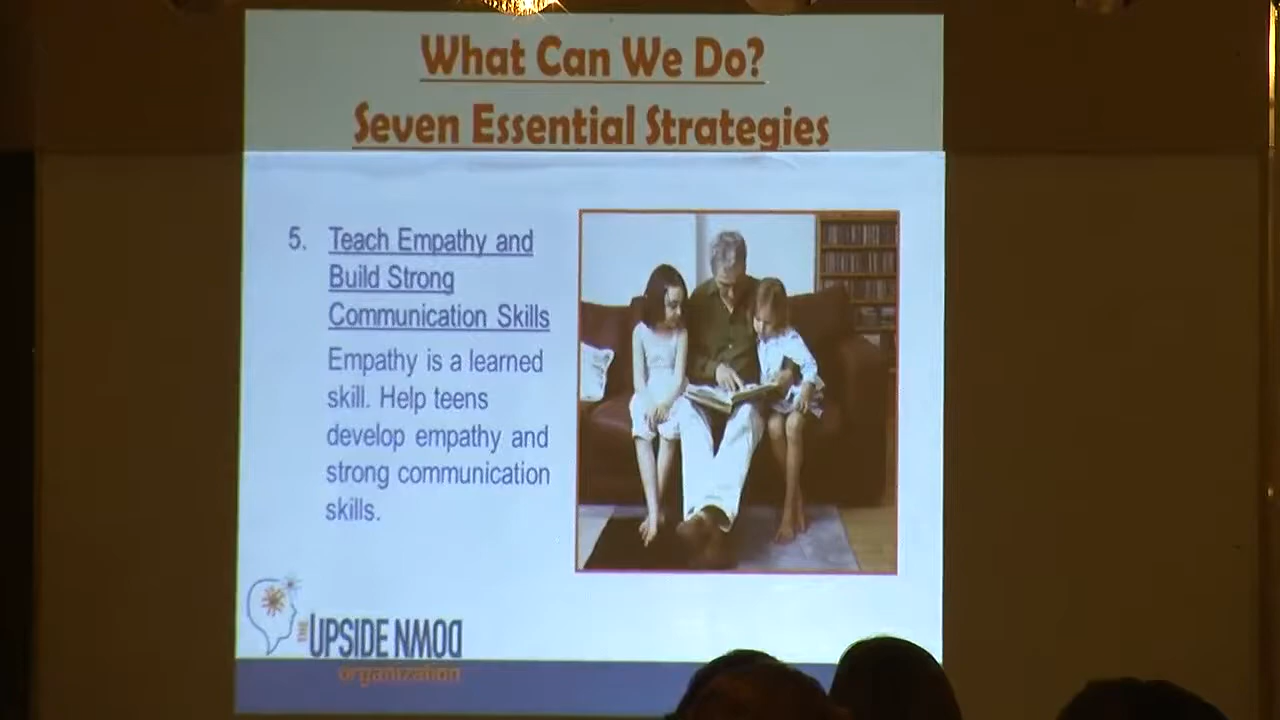 What Can We Do?
Seven Essential Strategies
5. Teach Empathy and
Build Strong
Communication Skills
Empathy is a learned
skill. Help teens
develop empathy and
strong communication
skills.
THE UPSIDE NMOD
organization